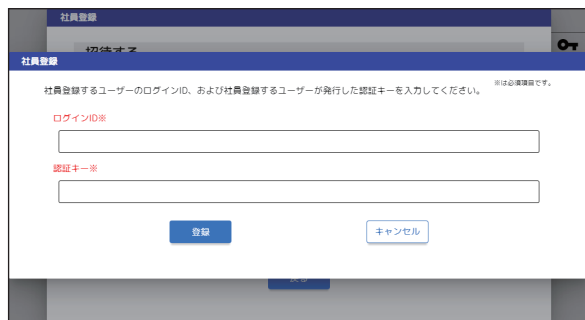 社員登録
招待する
社員登録
※は必須項目です。
社員登録するユーザーのログインID、および社員登録するユーザーが発行した認証キーを入力してください。
ログインID※
認証キー※
登録
キャンセル
戻る